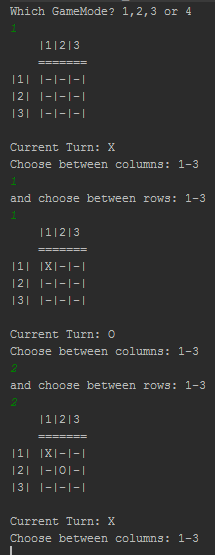 Which GameMode? 1,2,3 or 4
1
|1|2|3
=======
|1| |-|-|-|
|2| |-|-|-|
|3| |-|-|-|
Current Turn: X
Choose between columns: 1-3
1
and choose between rows: 1-3
1
|1|2|3
=======
|1| |X|-|-|
|2| |-|-|-|
|3| |-|-|-|
Current Turn: O
Choose between columns: 1-3
2
and choose between rows: 1-3
2
|1|2|3
=======
|1| |X|-|-|
|2| |-|O|-|
|3| |-|-|-|
Current Turn: X
Choose between columns: 1-3